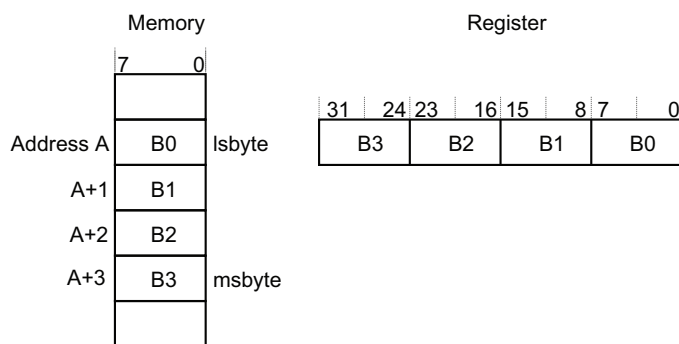 Memory Register
7 0
31 24 23 16 15 8 7 0
Address A B0 lsbyte B3 B2 B1 B0
A+1 B1
A+2 B2
A+3 B3 msbyte